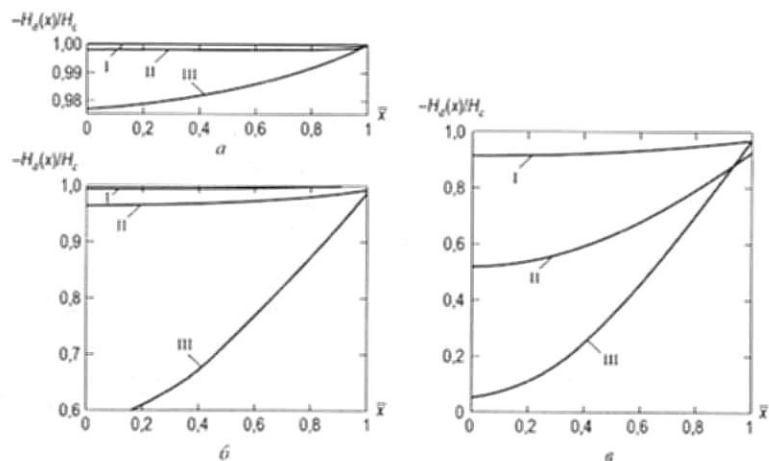 –H_d(x)/H_c
1,00
0,99
0,98
I
II
III
0 0,2 0,4 0,6 0,8 1 x̿
а
–H_d(x)/H_c
1,0
0,9
0,8
0,7
0,6
I
II
III
0 0,2 0,4 0,6 0,8 1 x̿
б
–H_d(x)/H_c
1,0
0,8
0,6
0,4
0,2
0
I
II
III
0 0,2 0,4 0,6 0,8 1 x̿
в